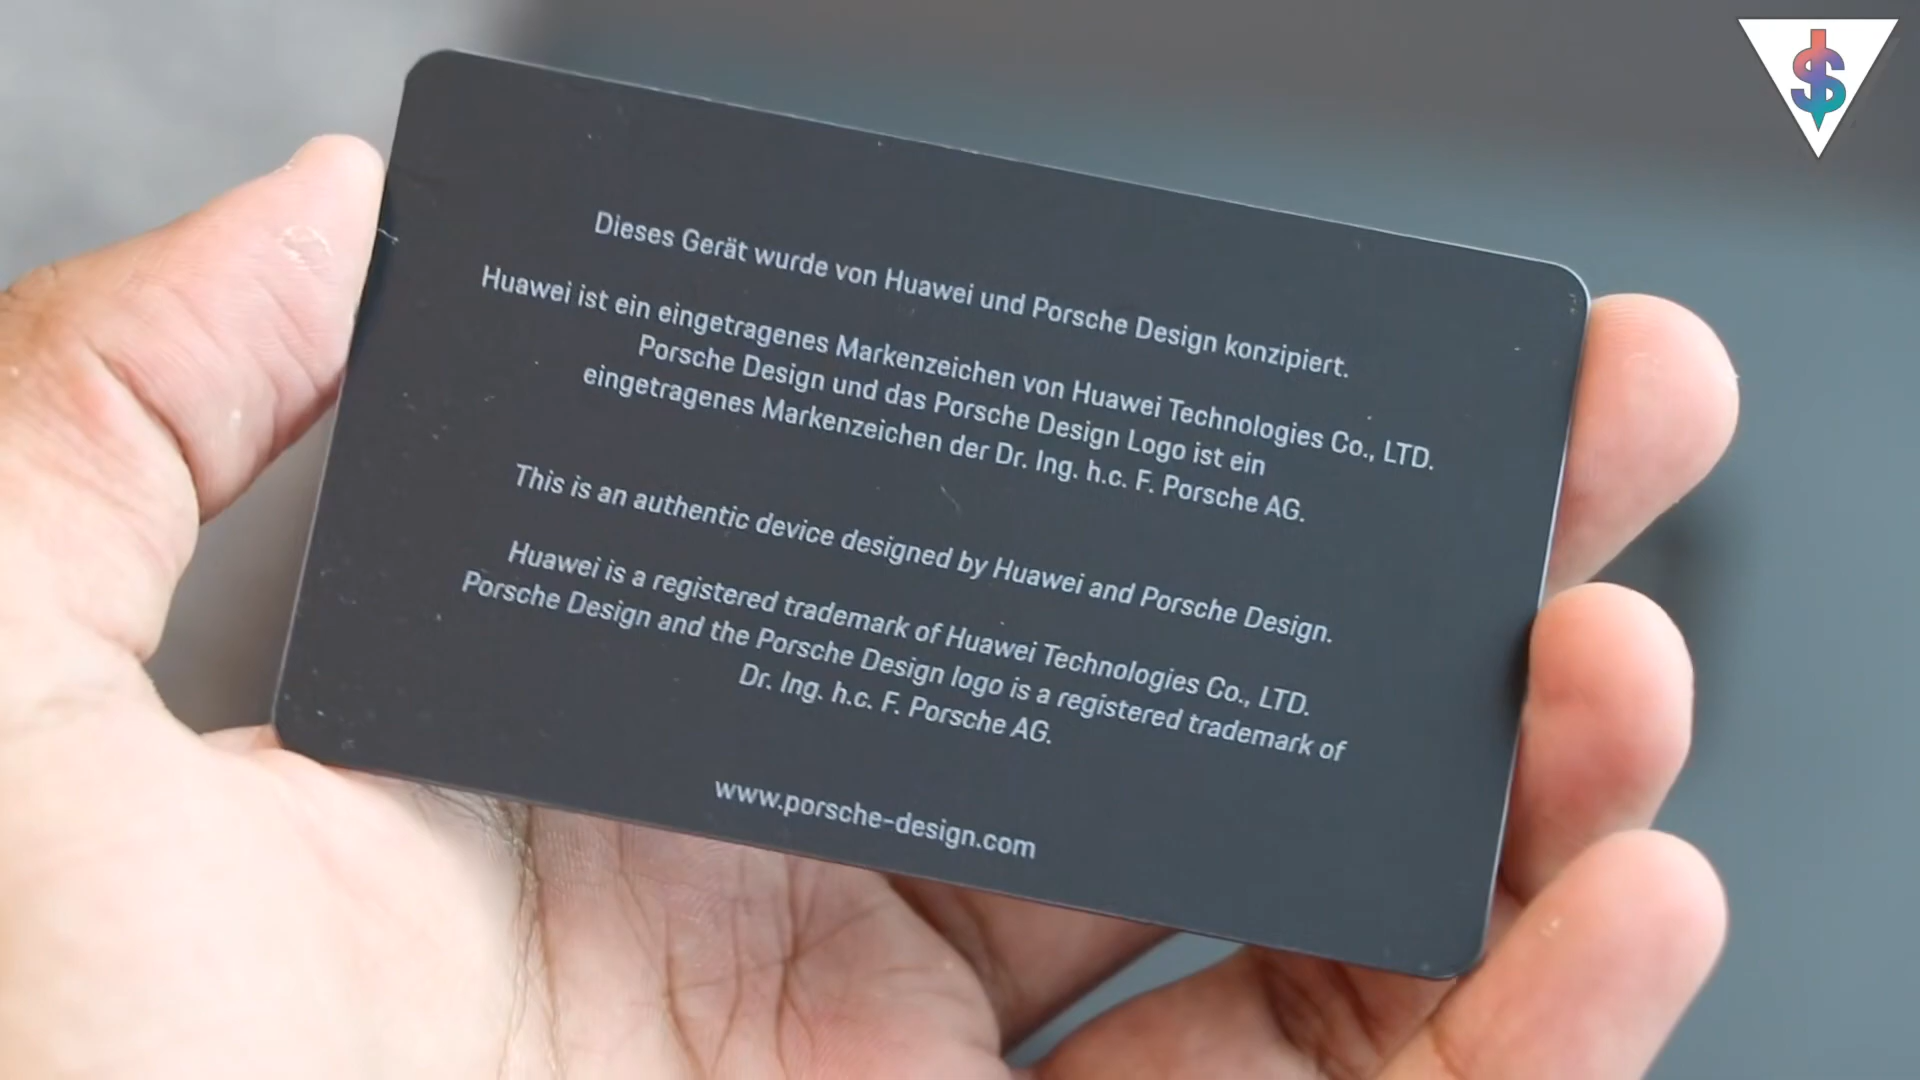 Dieses Gerät wurde von Huawei und Porsche Design konzipiert.
Huawei ist ein eingetragenes Markenzeichen von Huawei Technologies Co., LTD.
Porsche Design und das Porsche Design Logo ist ein
eingetragenes Markenzeichen der Dr. Ing. h.c. F. Porsche AG.
This is an authentic device designed by Huawei and Porsche Design.
Huawei is a registered trademark of Huawei Technologies Co., LTD.
Porsche Design and the Porsche Design logo is a registered trademark of
Dr. Ing. h.c. F. Porsche AG.
www.porsche-design.com